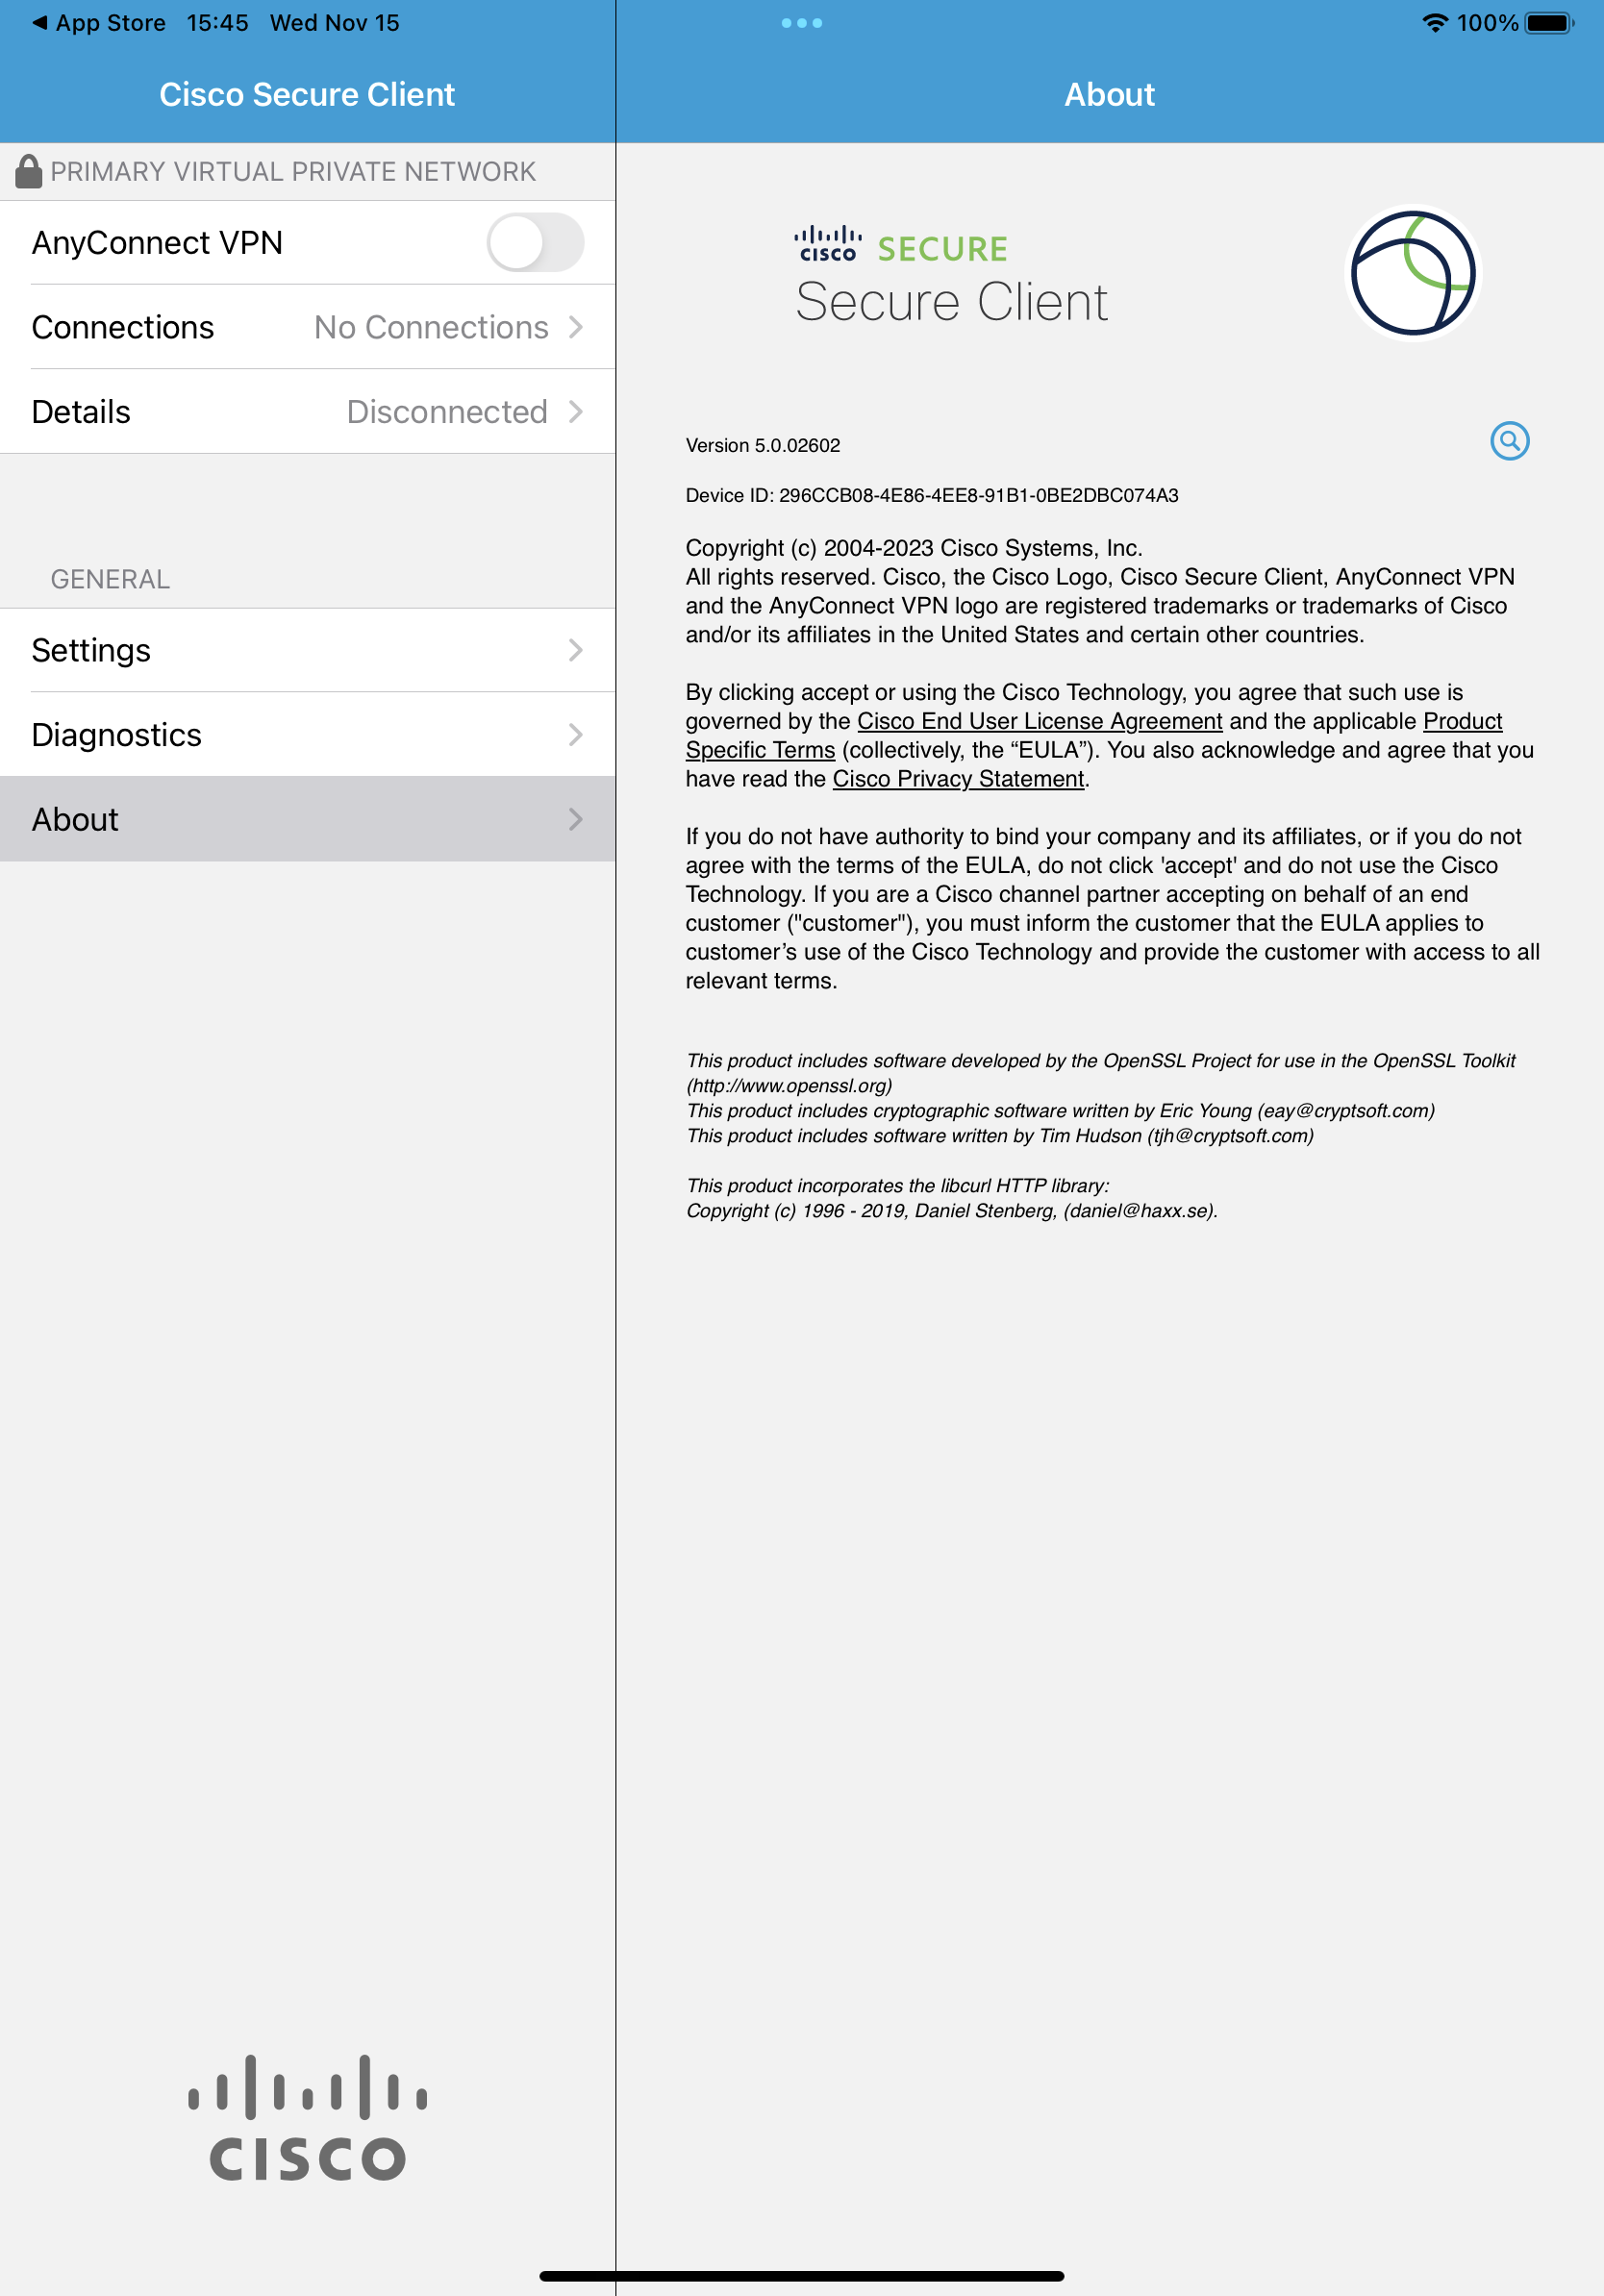 App Store 15:45 Wed Nov 15
100%
Cisco Secure Client
PRIMARY VIRTUAL PRIVATE NETWORK
AnyConnect VPN
Connections No Connections
Details Disconnected
GENERAL
Settings
Diagnostics
About
CISCO
About
CISCO SECURE
Secure Client
Version 5.0.02602
Device ID: 296CCB08-4E86-4EE8-91B1-0BE2DBC074A3
Copyright (c) 2004-2023 Cisco Systems, Inc.
All rights reserved. Cisco, the Cisco Logo, Cisco Secure Client, AnyConnect VPN
and the AnyConnect VPN logo are registered trademarks or trademarks of Cisco
and/or its affiliates in the United States and certain other countries.
By clicking accept or using the Cisco Technology, you agree that such use is
governed by the Cisco End User License Agreement and the applicable Product
Specific Terms (collectively, the “EULA”). You also acknowledge and agree that you
have read the Cisco Privacy Statement.
If you do not have authority to bind your company and its affiliates, or if you do not
agree with the terms of the EULA, do not click 'accept' and do not use the Cisco
Technology. If you are a Cisco channel partner accepting on behalf of an end
customer ("customer"), you must inform the customer that the EULA applies to
customer’s use of the Cisco Technology and provide the customer with access to all
relevant terms.
This product includes software developed by the OpenSSL Project for use in the OpenSSL Toolkit
(http://www.openssl.org)
This product includes cryptographic software written by Eric Young (eay@cryptsoft.com)
This product includes software written by Tim Hudson (tjh@cryptsoft.com)
This product incorporates the libcurl HTTP library:
Copyright (c) 1996 - 2019, Daniel Stenberg, (daniel@haxx.se).